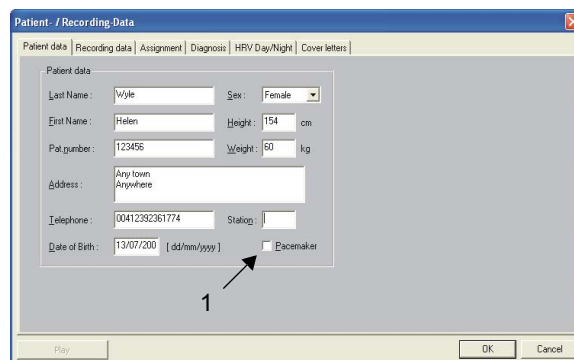 Patient- / Recording-Data
Patient data Recording data Assignment Diagnosis HRV Day/Night Cover letters
Patient data
Last Name : Wyle Sex : Female
First Name : Helen Height : 154 cm
Pat.number : 123456 Weight : 60 kg
Address : Any town
Anywhere
Telephone : 00412392361774 Station :
Date of Birth : 13/07/200 [ dd/mm/yyyy ] Pacemaker
1
Play OK Cancel